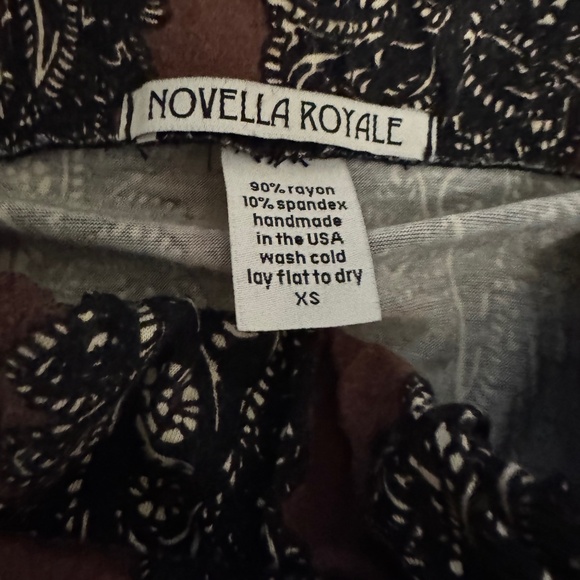 NOVELLA ROYALE
90% rayon
10% spandex
handmade
in the USA
wash cold
lay flat to dry
XS